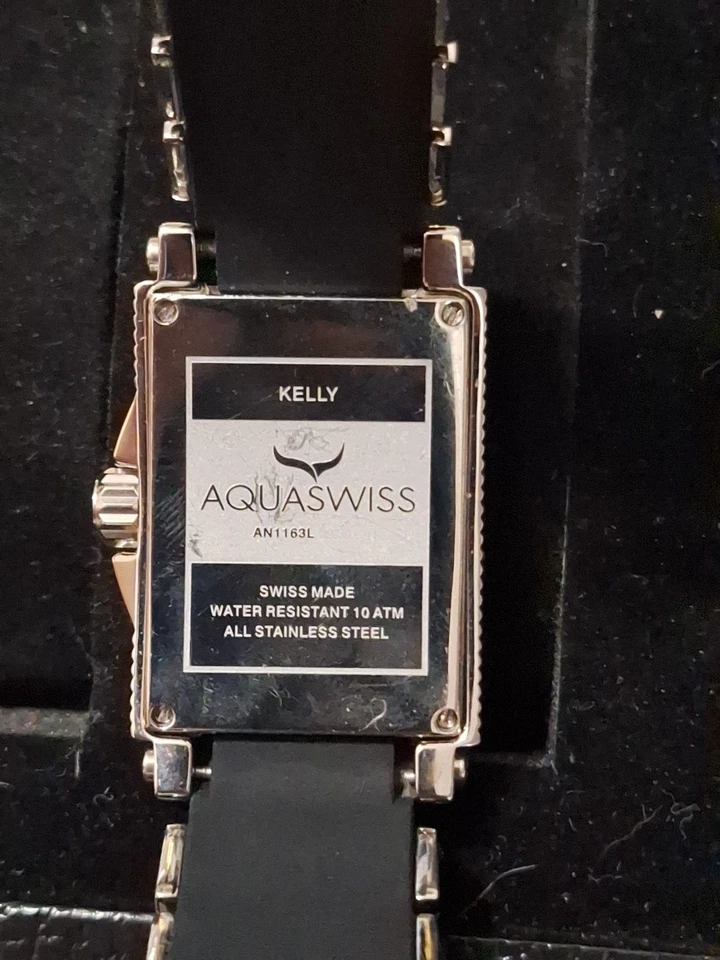 KELLY
AQUASWISS
AN1163L
SWISS MADE
WATER RESISTANT 10 ATM
ALL STAINLESS STEEL